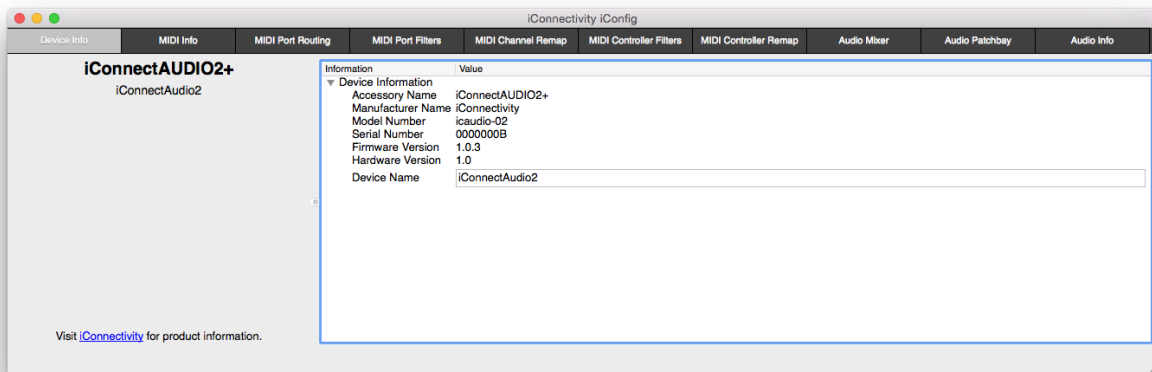 iConnectivity iConfig
Device Info MIDI Info MIDI Port Routing MIDI Port Filters MIDI Channel Remap MIDI Controller Filters MIDI Controller Remap Audio Mixer Audio Patchbay Audio Info
iConnectAUDIO2+
iConnectAudio2
Information Value
Device Information
Accessory Name iConnectAUDIO2+
Manufacturer Name iConnectivity
Model Number icaudio-02
Serial Number 0000000B
Firmware Version 1.0.3
Hardware Version 1.0
Device Name iConnectAudio2
Visit iConnectivity for product information.